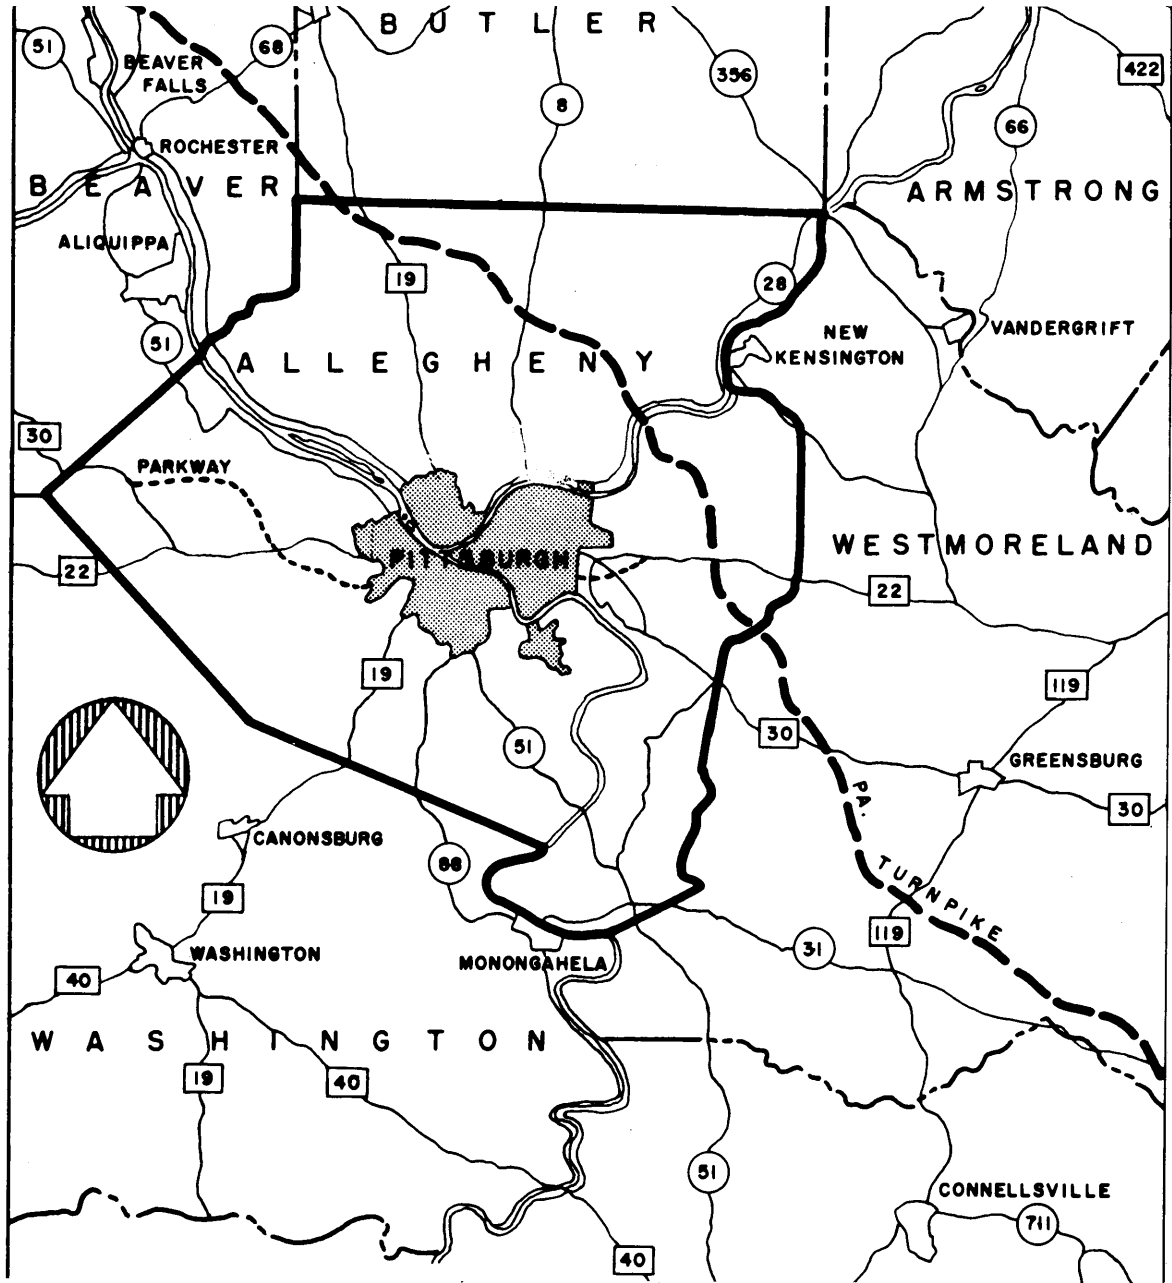 BUTLER
51
68
BEAVER
FALLS
356
422
8
66
ROCHESTER
BEAVER
ARMSTRONG
ALIQUIPPA
19
28
51
NEW
KENSINGTON
VANDERGRIFT
ALLEGHENY
30
PARKWAY
PITTSBURGH
WESTMORELAND
22
22
19
119
51
30
GREENSBURG
PA.
30
CANONSBURG
88
TURNPIKE
19
119
31
WASHINGTON
MONONGAHELA
40
WASHINGTON
19
40
51
CONNELLSVILLE
711
40